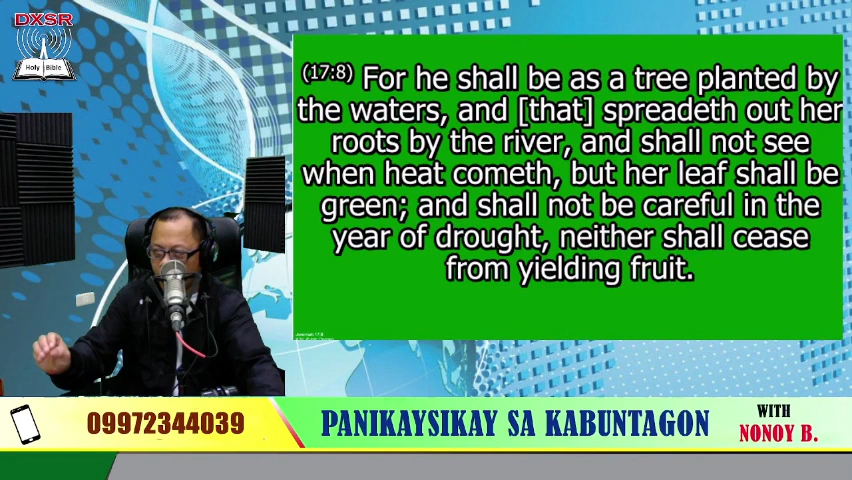 DXSR
Holy Bible
(17:8) For he shall be as a tree planted by
the waters, and [that] spreadeth out her
roots by the river, and shall not see
when heat cometh, but her leaf shall be
green; and shall not be careful in the
year of drought, neither shall cease
from yielding fruit.
Jeremiah 17:8
09972344039
PANIKAYSIKAY SA KABUNTAGON
WITH
NONOY B.